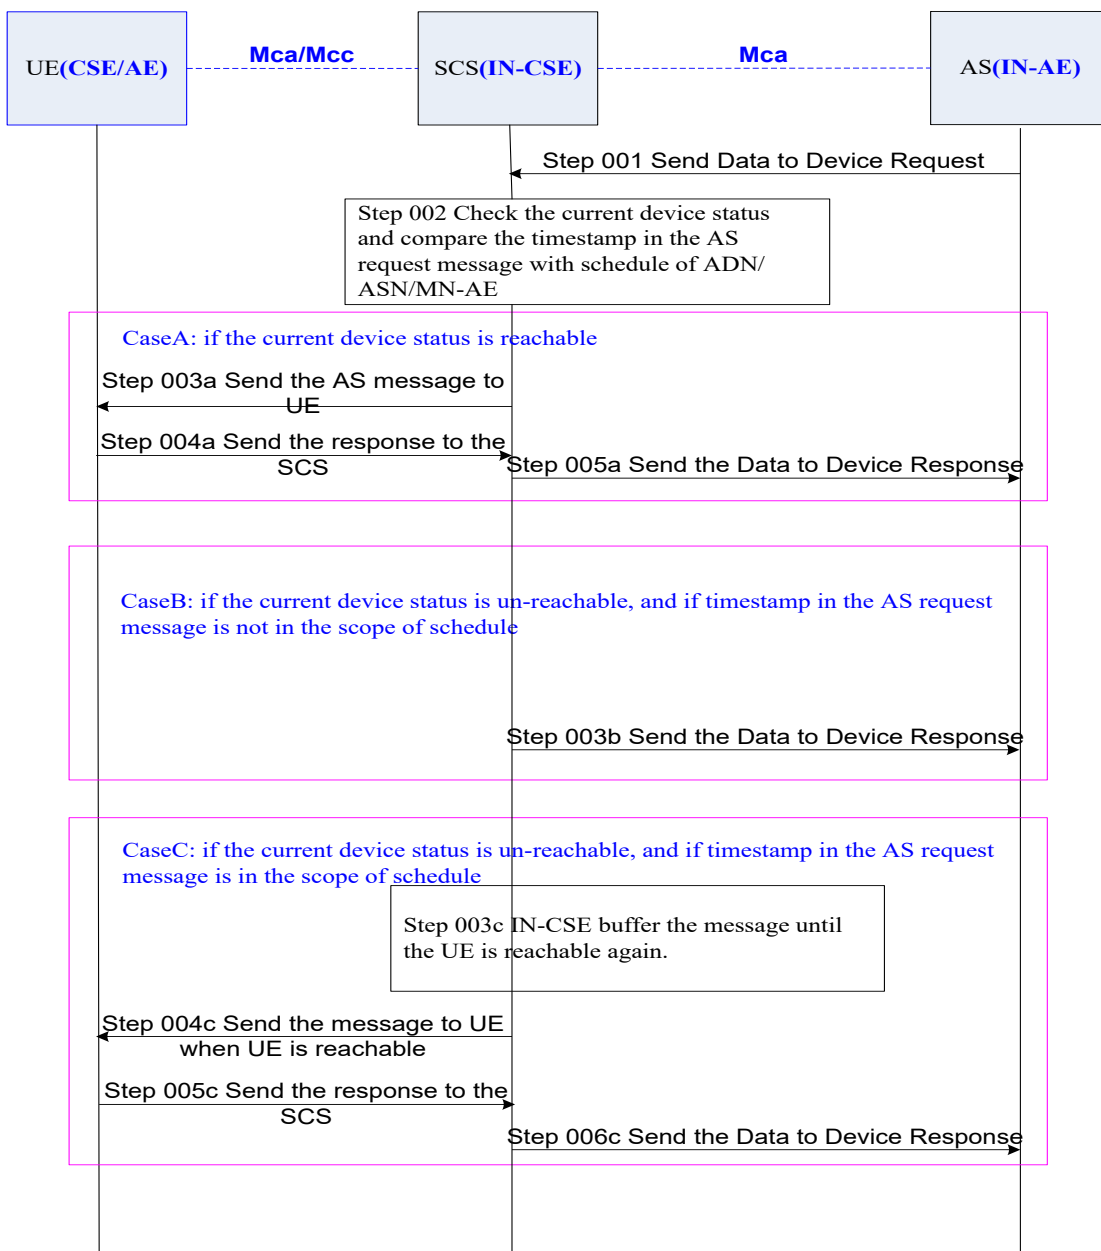 UE(CSE/AE)
Mca/Mcc
SCS(IN-CSE)
Mca
AS(IN-AE)
Step 001 Send Data to Device Request
Step 002 Check the current device status
and compare the timestamp in the AS
request message with schedule of ADN/
ASN/MN-AE
CaseA: if the current device status is reachable
Step 003a Send the AS message to
UE
Step 004a Send the response to the
SCS
Step 005a Send the Data to Device Response
CaseB: if the current device status is un-reachable, and if timestamp in the AS request
message is not in the scope of schedule
Step 003b Send the Data to Device Response
CaseC: if the current device status is un-reachable, and if timestamp in the AS request
message is in the scope of schedule
Step 003c IN-CSE buffer the message until
the UE is reachable again.
Step 004c Send the message to UE
when UE is reachable
Step 005c Send the response to the
SCS
Step 006c Send the Data to Device Response